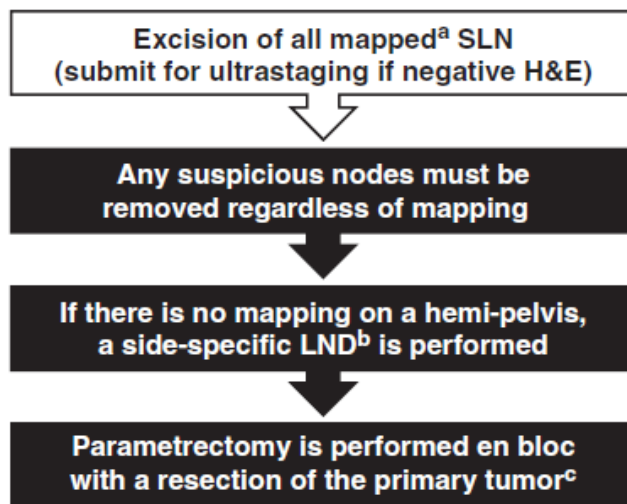 Excision of all mappedᵃ SLN
(submit for ultrastaging if negative H&E)
Any suspicious nodes must be
removed regardless of mapping
If there is no mapping on a hemi-pelvis,
a side-specific LNDᵇ is performed
Parametrectomy is performed en bloc
with a resection of the primary tumorᶜ